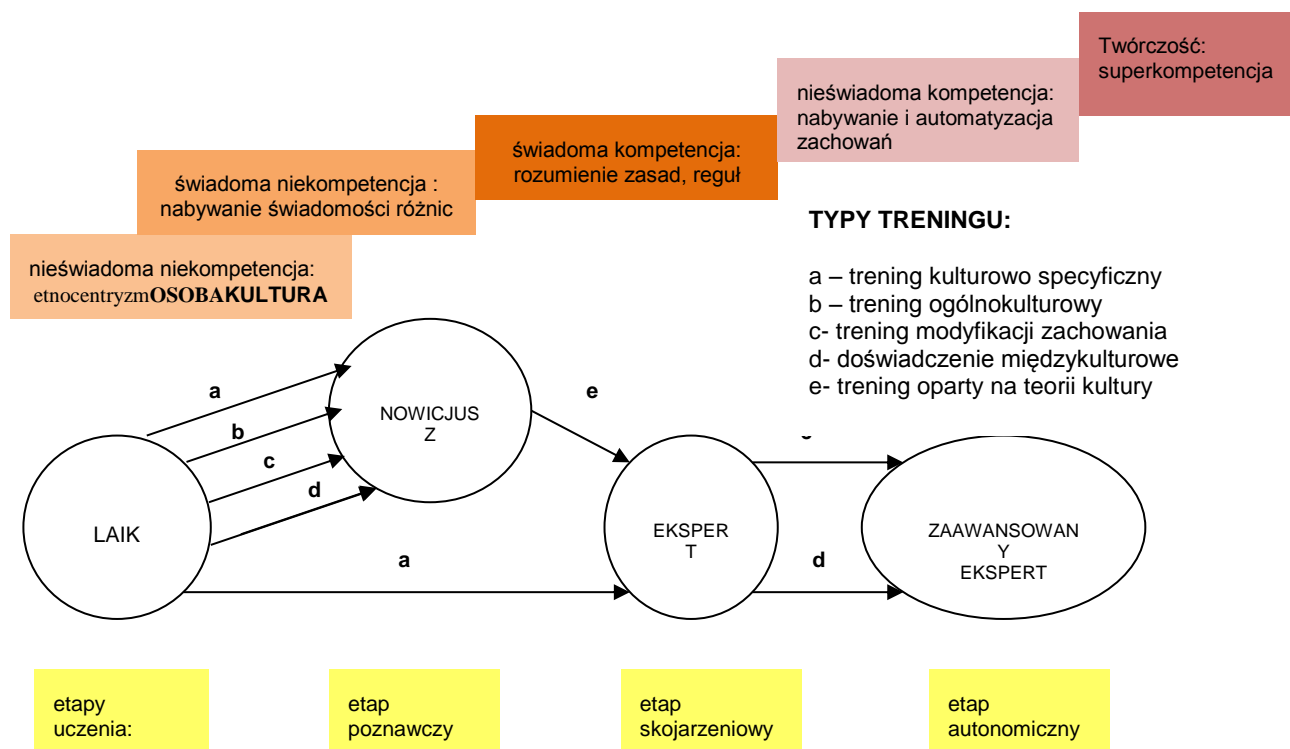 Twórczość:
superkompetencja
nieświadoma kompetencja:
nabywanie i automatyzacja
zachowań
świadoma kompetencja:
rozumienie zasad, reguł
świadoma niekompetencja :
nabywanie świadomości różnic
nieświadoma niekompetencja:
etnocentryzmOSOBAKULTURA
TYPY TRENINGU:
a – trening kulturowo specyficzny
b – trening ogólnokulturowy
c- trening modyfikacji zachowania
d- doświadczenie międzykulturowe
e- trening oparty na teorii kultury
a
b
c
d
e
a
d
LAIK
NOWICJUS
Z
EKSPER
T
ZAAWANSOWAN
Y
EKSPERT
etapy
uczenia:
etap
poznawczy
etap
skojarzeniowy
etap
autonomiczny